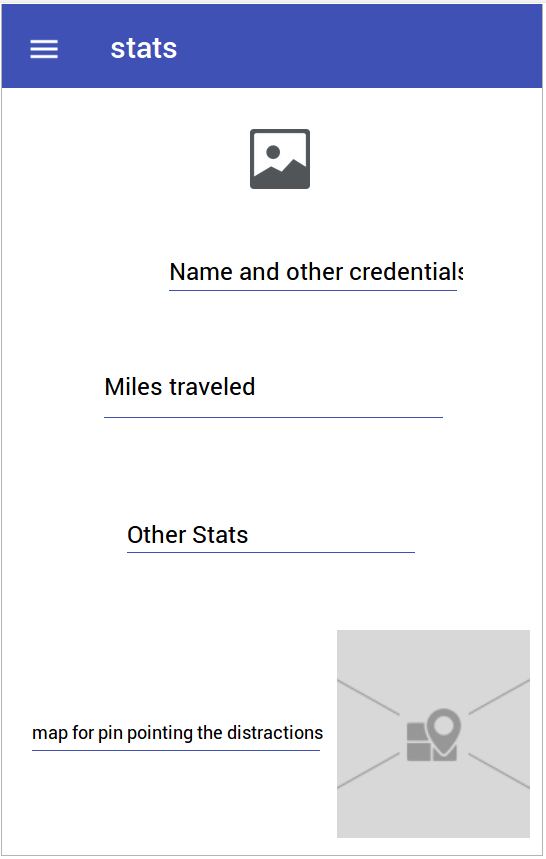 stats
Name and other credentials
Miles traveled
Other Stats
map for pin pointing the distractions